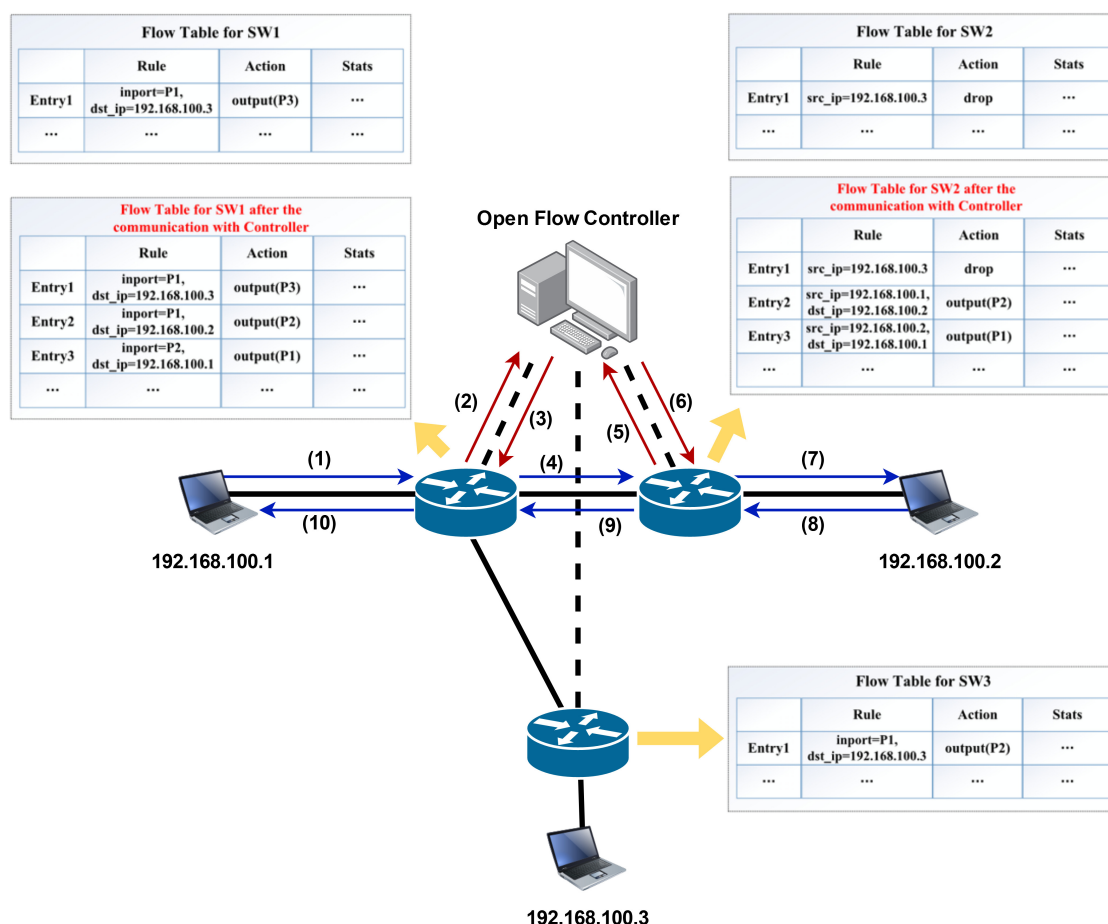 Flow Table for SW1
Rule Action Stats
Entry1 inport=P1, dst_ip=192.168.100.3 output(P3) ...
... ... ...
Flow Table for SW2
Rule Action Stats
Entry1 src_ip=192.168.100.3 drop ...
... ... ...
Flow Table for SW1 after the
communication with Controller
Rule Action Stats
Entry1 inport=P1, dst_ip=192.168.100.3 output(P3) ...
Entry2 inport=P1, dst_ip=192.168.100.2 output(P2) ...
Entry3 inport=P2, dst_ip=192.168.100.1 output(P1) ...
... ... ...
Open Flow Controller
Flow Table for SW2 after the
communication with Controller
Rule Action Stats
Entry1 src_ip=192.168.100.3 drop ...
Entry2 src_ip=192.168.100.1, dst_ip=192.168.100.2 output(P2) ...
Entry3 src_ip=192.168.100.2, dst_ip=192.168.100.1 output(P1) ...
... ... ...
(2)
(3)
(5)
(6)
(1)
(4)
(7)
(10)
(9)
(8)
192.168.100.1
192.168.100.2
Flow Table for SW3
Rule Action Stats
Entry1 inport=P1, dst_ip=192.168.100.3 output(P2) ...
... ... ...
192.168.100.3